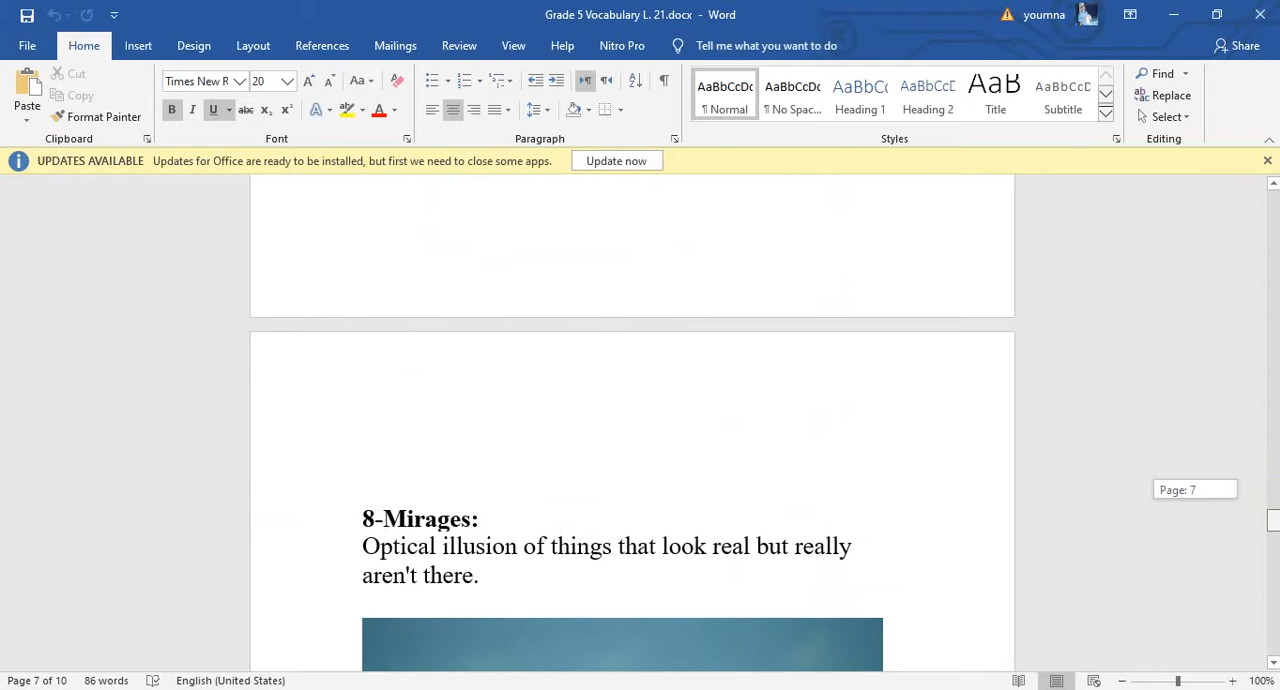 Grade 5 Vocabulary L. 21.docx - Word
youmna
File Home Insert Design Layout References Mailings Review View Help Nitro Pro Tell me what you want to do Share
Paste
Cut
Copy
Format Painter
Clipboard
Times New R 20
Aa
B I U abc x₂ x²
A A
Font
Paragraph
AaBbCcDc AaBbCcDc AaBbCc AaBbCcD AaB AaBbCcD
¶ Normal ¶ No Spac... Heading 1 Heading 2 Title Subtitle
Styles
Find
Replace
Select
Editing
UPDATES AVAILABLE Updates for Office are ready to be installed, but first we need to close some apps. Update now
Page: 7
8-Mirages:
Optical illusion of things that look real but really
aren't there.
Page 7 of 10 86 words English (United States) 100%